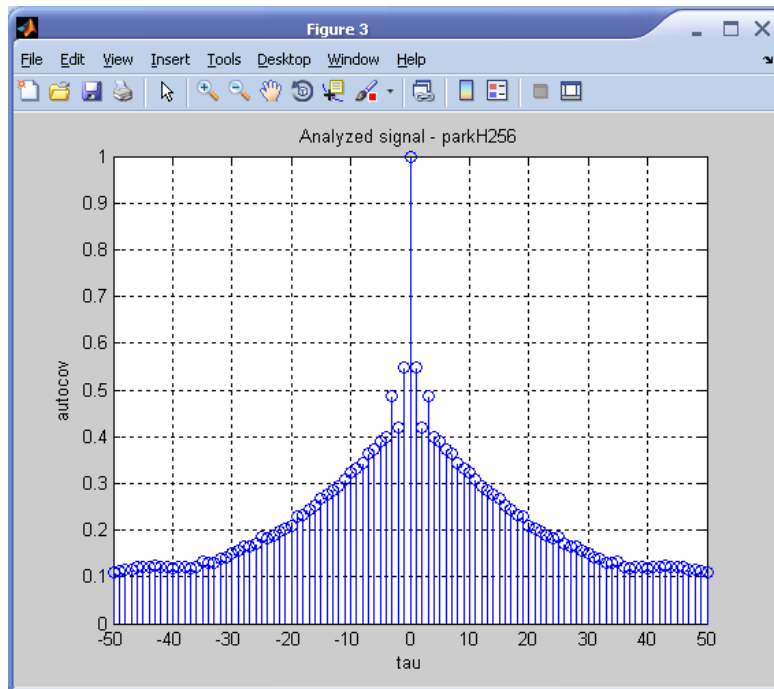 Figure 3
File Edit View Insert Tools Desktop Window Help
Analyzed signal - parkH256
1
0.9
0.8
0.7
0.6
0.5
0.4
0.3
0.2
0.1
0
autocov
-50 -40 -30 -20 -10 0 10 20 30 40 50
tau